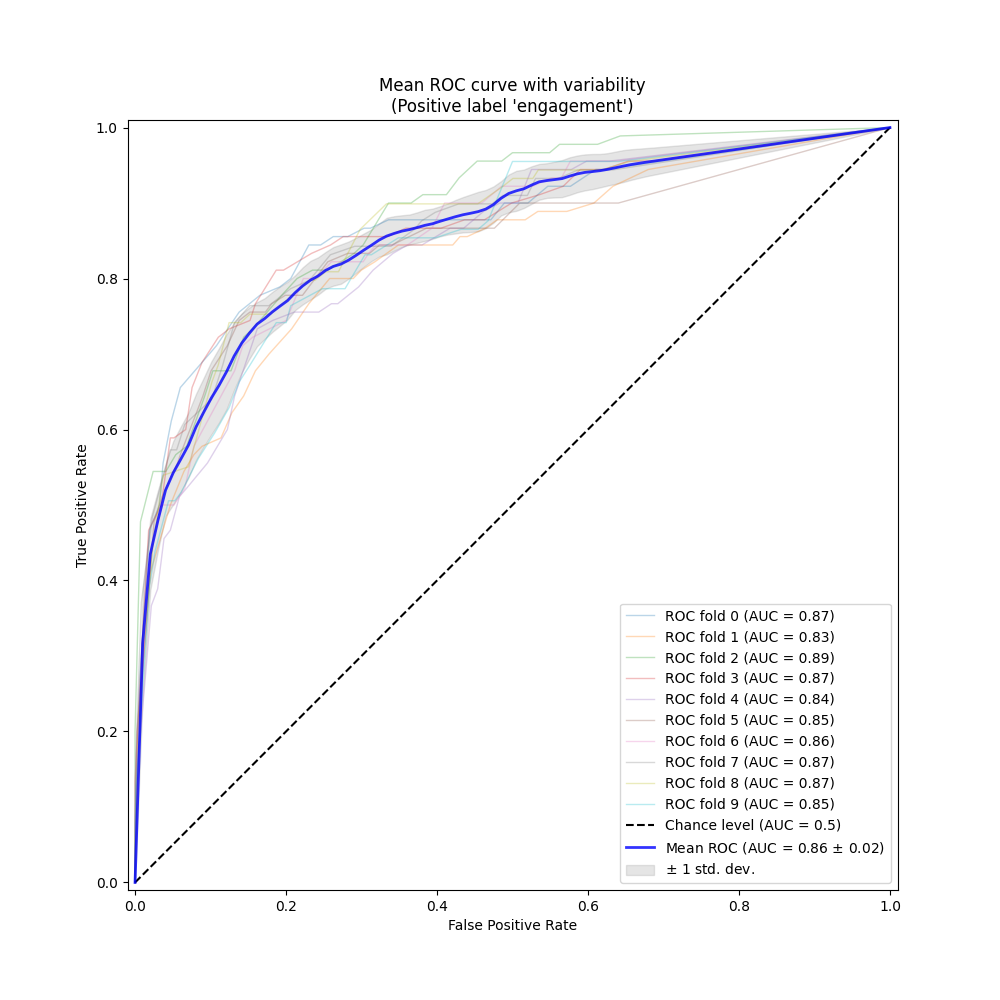 Mean ROC curve with variability
(Positive label 'engagement')
True Positive Rate
1.0
0.8
0.6
0.4
0.2
0.0
ROC fold 0 (AUC = 0.87)
ROC fold 1 (AUC = 0.83)
ROC fold 2 (AUC = 0.89)
ROC fold 3 (AUC = 0.87)
ROC fold 4 (AUC = 0.84)
ROC fold 5 (AUC = 0.85)
ROC fold 6 (AUC = 0.86)
ROC fold 7 (AUC = 0.87)
ROC fold 8 (AUC = 0.87)
ROC fold 9 (AUC = 0.85)
Chance level (AUC = 0.5)
Mean ROC (AUC = 0.86 ± 0.02)
± 1 std. dev.
0.0 0.2 0.4 0.6 0.8 1.0
False Positive Rate